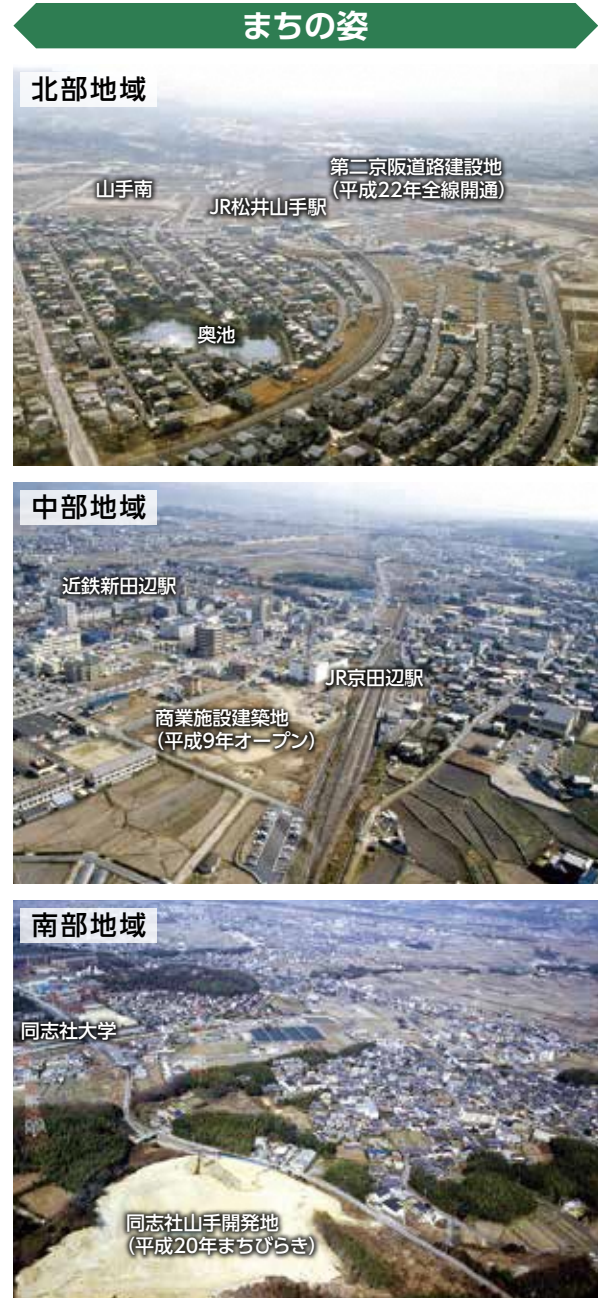 まちの姿
北部地域
第二京阪道路建設地
(平成22年全線開通)
山手南
JR松井山手駅
奥池
中部地域
近鉄新田辺駅
JR京田辺駅
商業施設建築地
(平成9年オープン)
南部地域
同志社大学
同志社山手開発地
(平成20年まちびらき)